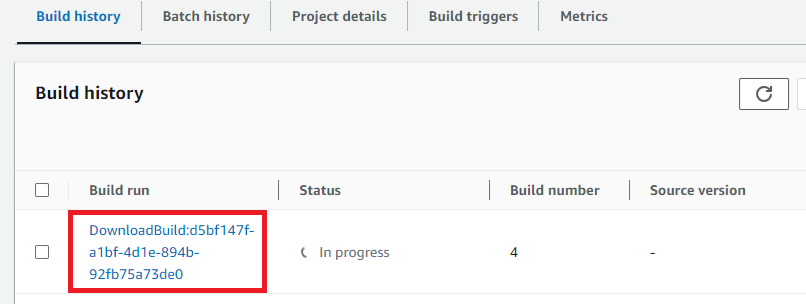 Build history
Batch history
Project details
Build triggers
Metrics
Build history
Build run
Status
Build number
Source version
DownloadBuild:d5bf147f-
a1bf-4d1e-894b-
92fb75a73de0
In progress
4
-